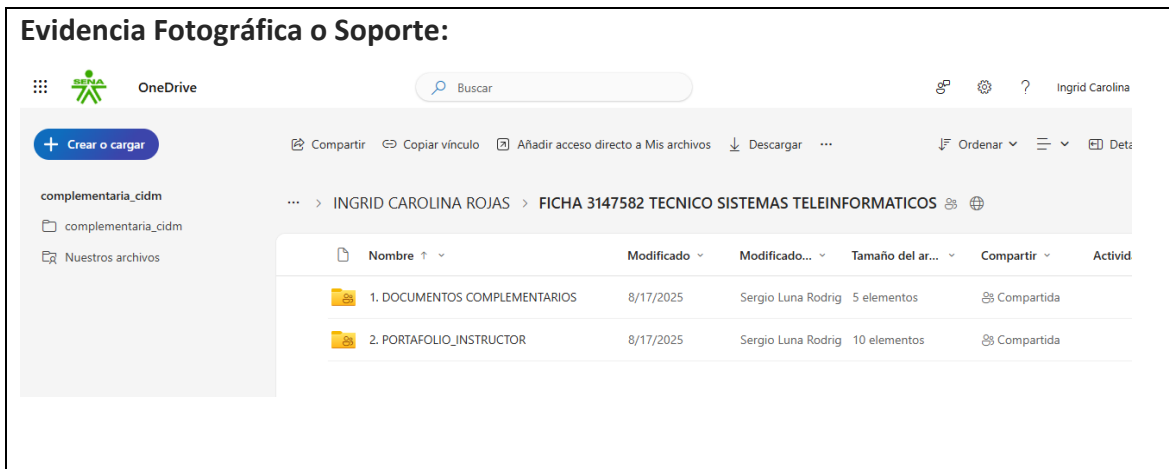 Evidencia Fotográfica o Soporte:
SENA
OneDrive
Buscar
Ingrid Carolina
+ Crear o cargar
Compartir Copiar vínculo Añadir acceso directo a Mis archivos Descargar ... Ordenar Deta
complementaria_cidm
complementaria_cidm
Nuestros archivos
... > INGRID CAROLINA ROJAS > FICHA 3147582 TECNICO SISTEMAS TELEINFORMATICOS
Nombre ↑ Modificado Modificado... Tamaño del ar... Compartir Activid
1. DOCUMENTOS COMPLEMENTARIOS 8/17/2025 Sergio Luna Rodrig 5 elementos Compartida
2. PORTAFOLIO_INSTRUCTOR 8/17/2025 Sergio Luna Rodrig 10 elementos Compartida